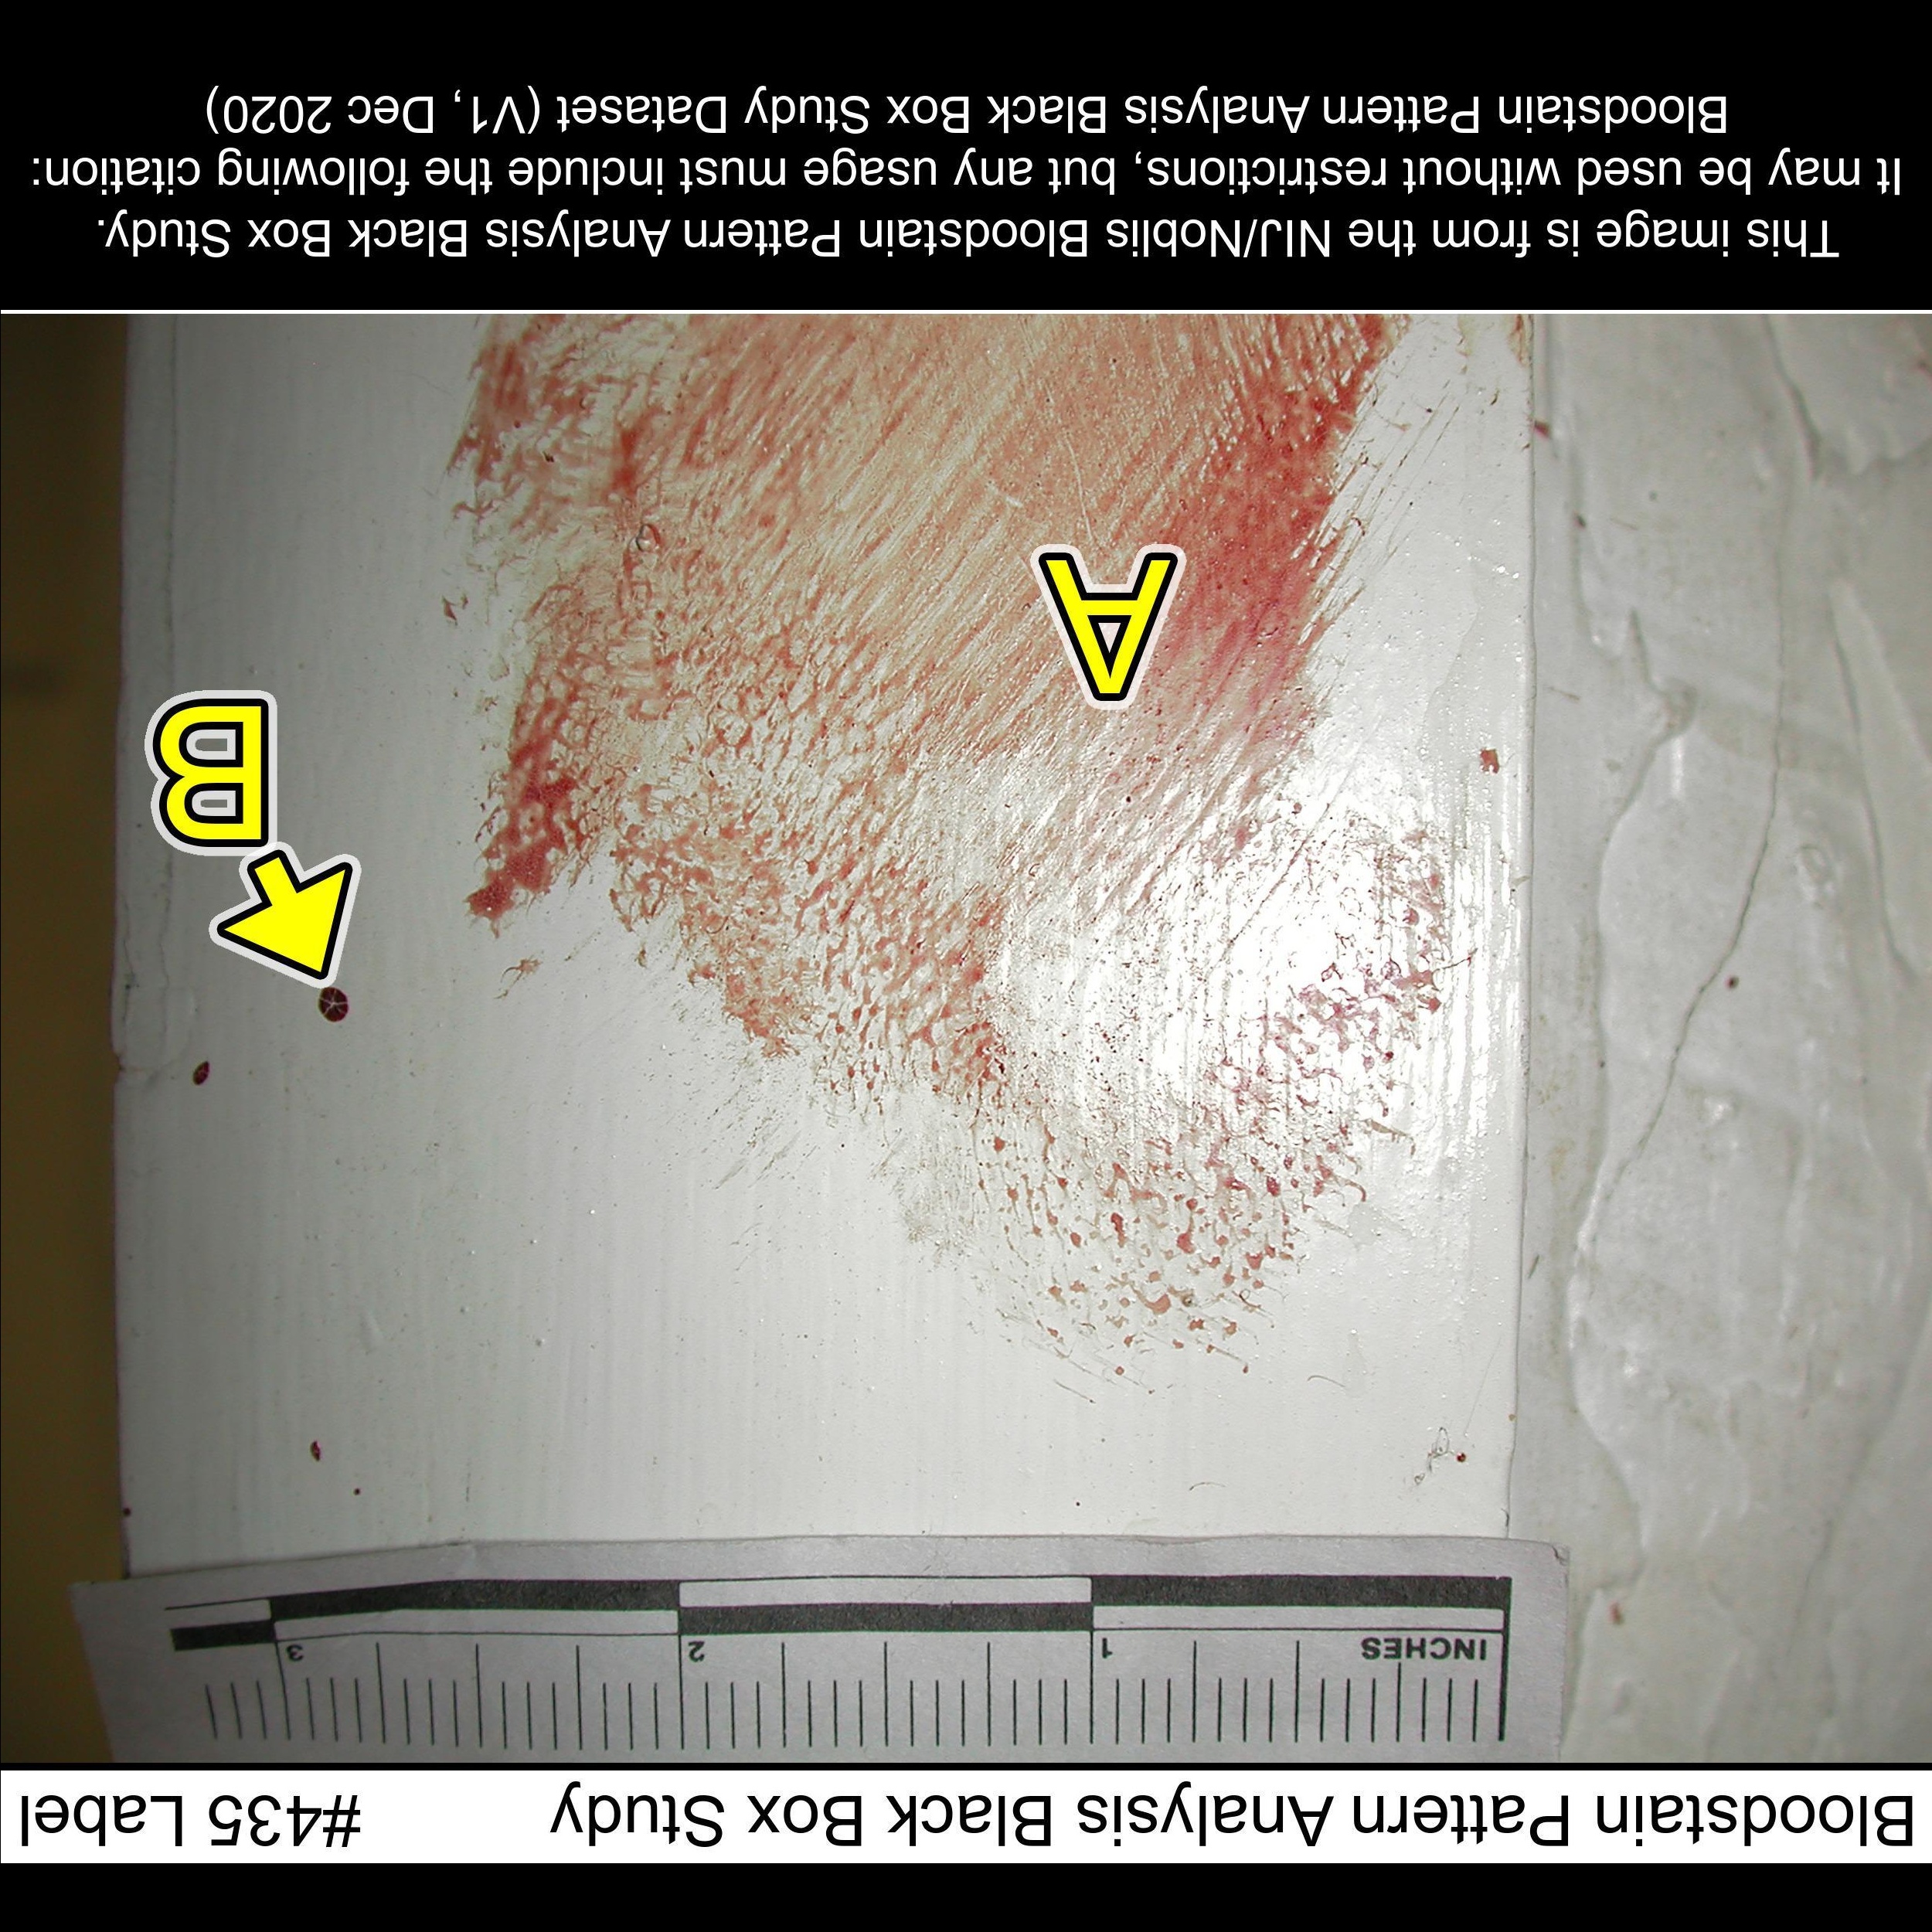 Bloodstain Pattern Analysis Black Box Study #435 Label
INCHES 1 2 3
B
A
This image is from the NIJ/Noblis Bloodstain Pattern Analysis Black Box Study.
It may be used without restrictions, but any usage must include the following citation:
Bloodstain Pattern Analysis Black Box Study Dataset (V1, Dec 2020)